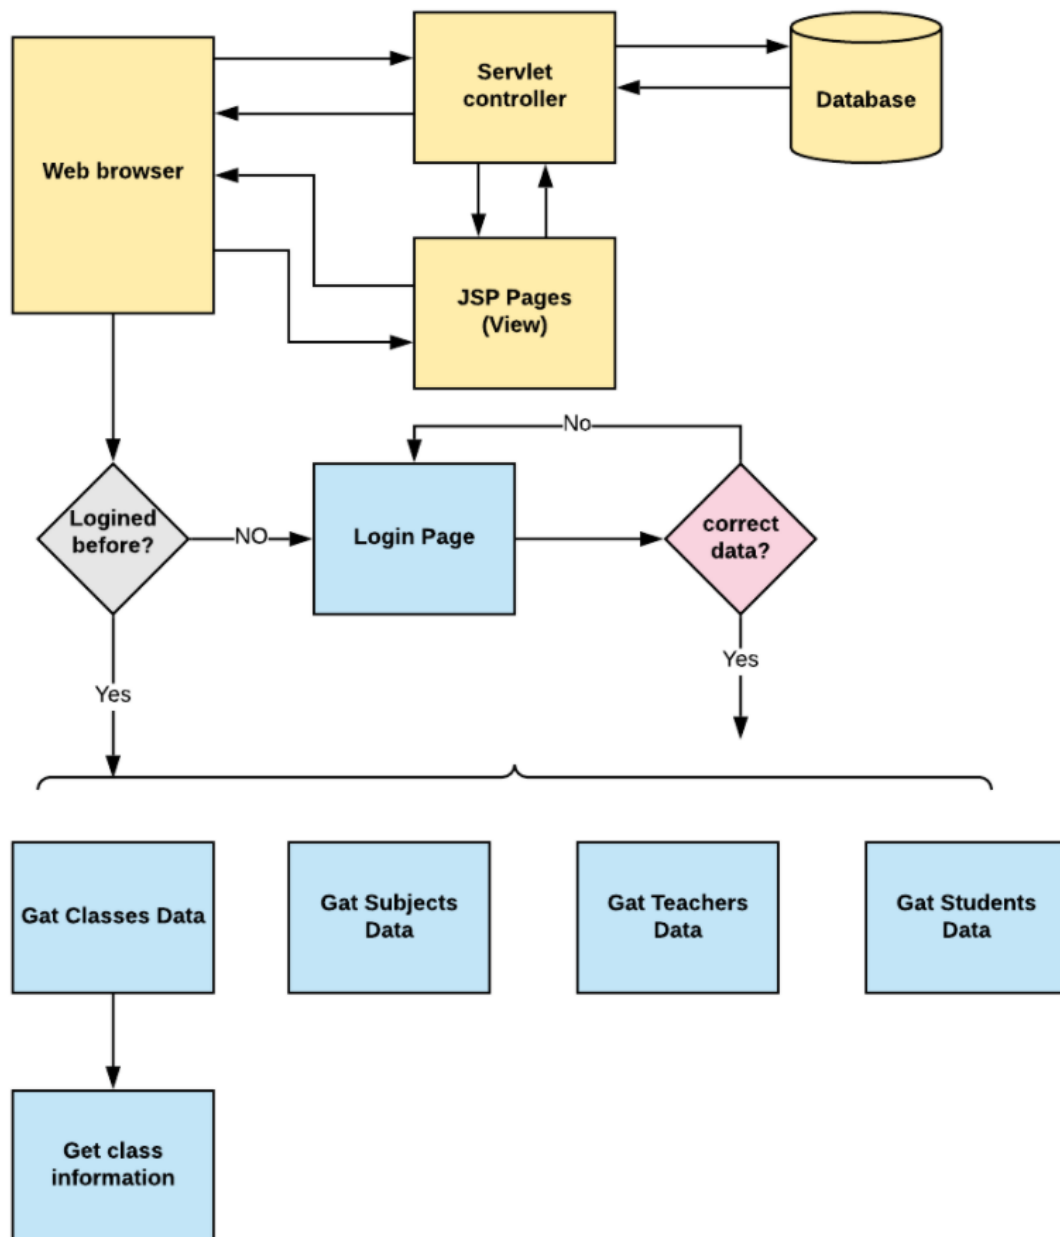 Servlet
controller
Database
Web browser
JSP Pages
(View)
No
Logined
before?
NO
Login Page
correct
data?
Yes
Yes
Gat Classes Data
Gat Subjects
Data
Gat Teachers
Data
Gat Students
Data
Get class
information